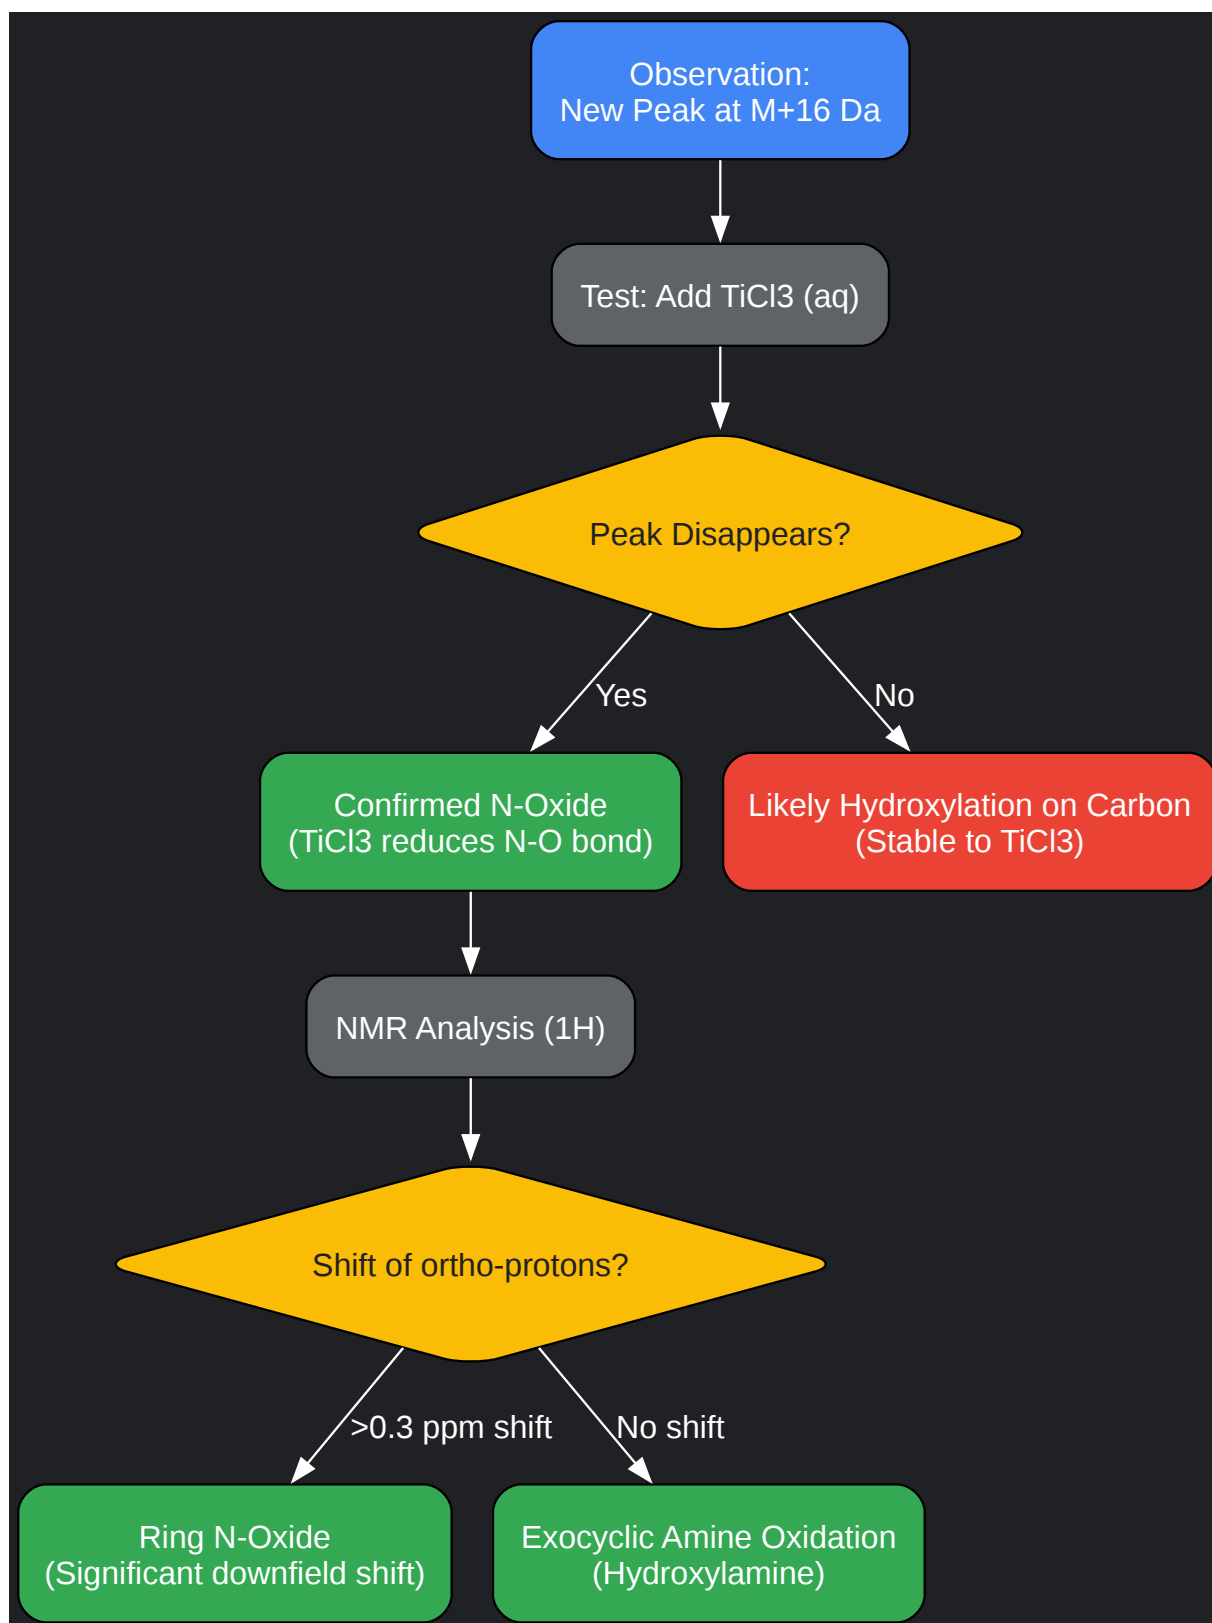 Observation:
New Peak at M+16 Da
Test: Add TiCl3 (aq)
Peak Disappears?
Yes
No
Confirmed N-Oxide
(TiCl3 reduces N-O bond)
Likely Hydroxylation on Carbon
(Stable to TiCl3)
NMR Analysis (1H)
Shift of ortho-protons?
>0.3 ppm shift
No shift
Ring N-Oxide
(Significant downfield shift)
Exocyclic Amine Oxidation
(Hydroxylamine)